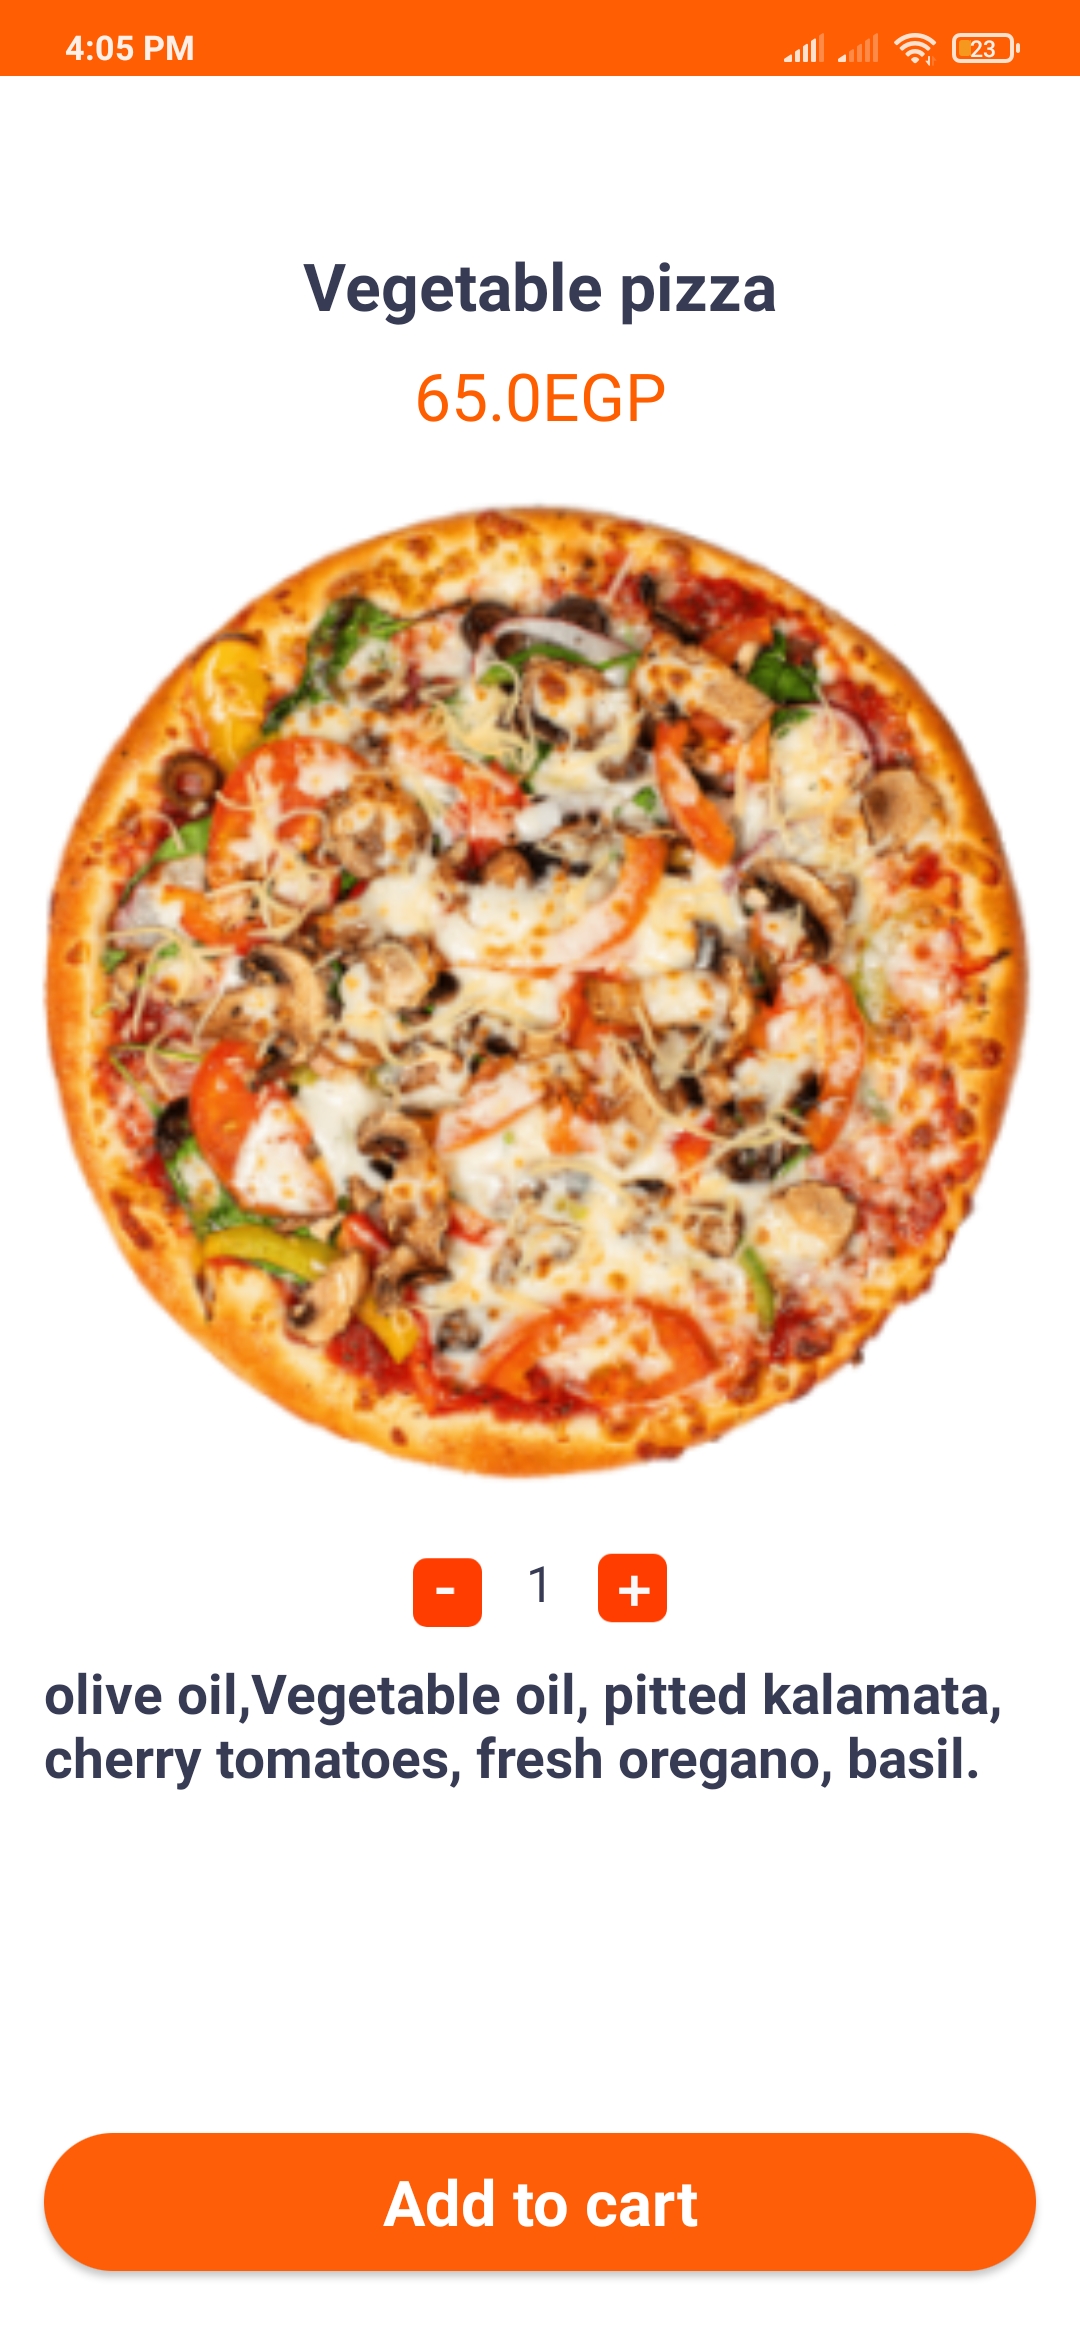 4:05 PM 23
Vegetable pizza
65.0EGP
- 1 +
olive oil,Vegetable oil, pitted kalamata,
cherry tomatoes, fresh oregano, basil.
Add to cart